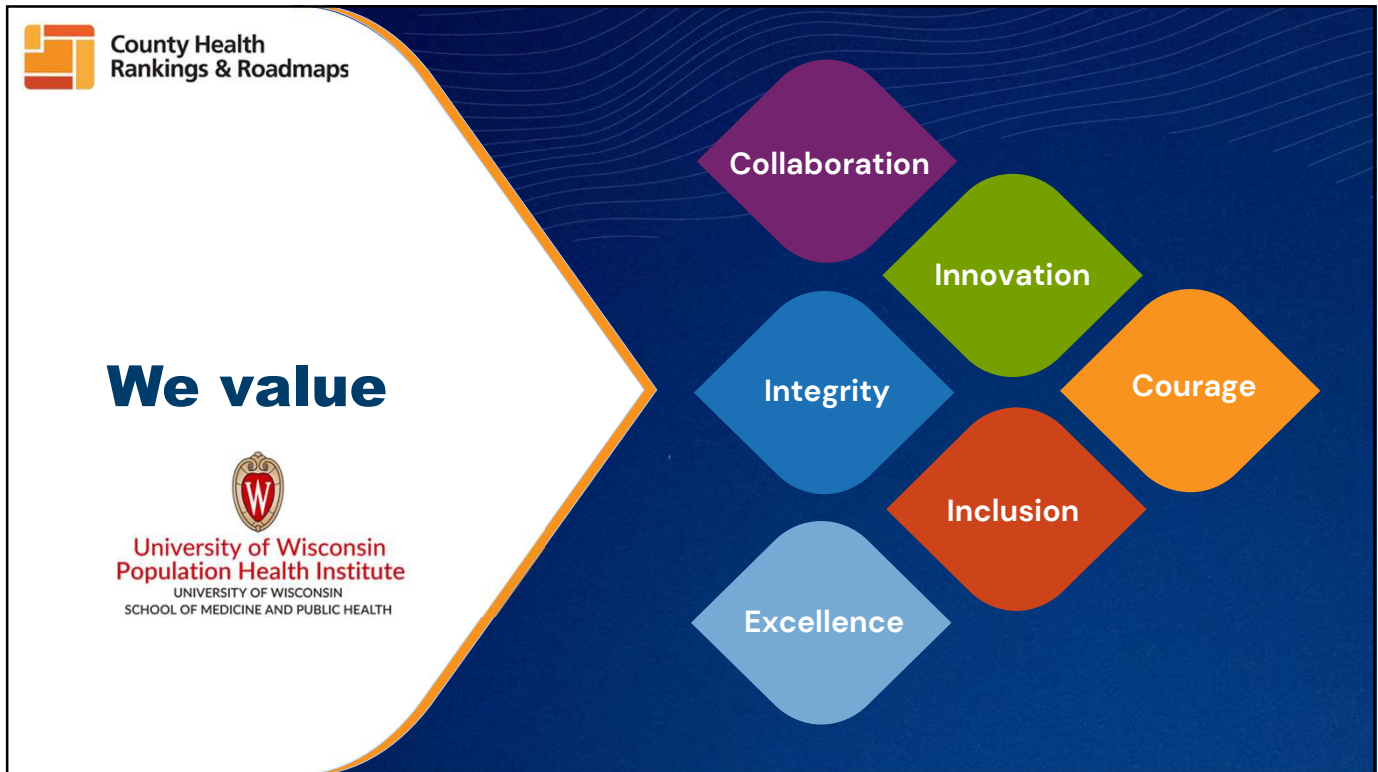 County Health
Rankings & Roadmaps
We value
W
University of Wisconsin
Population Health Institute
UNIVERSITY OF WISCONSIN
SCHOOL OF MEDICINE AND PUBLIC HEALTH
Collaboration
Innovation
Integrity
Courage
Inclusion
Excellence